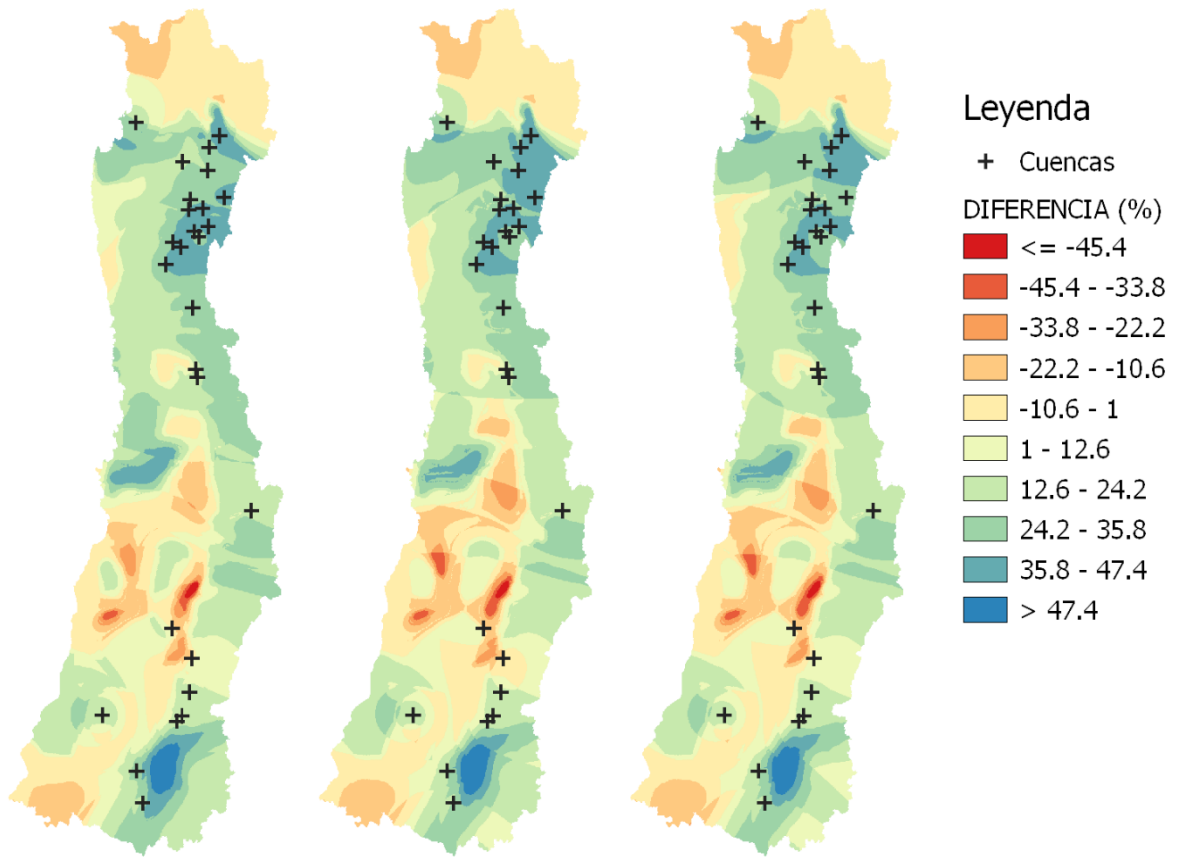 Leyenda
Cuencas
DIFERENCIA (%)
<= -45.4
-45.4 - -33.8
-33.8 - -22.2
-22.2 - -10.6
-10.6 - 1
1 - 12.6
12.6 - 24.2
24.2 - 35.8
35.8 - 47.4
> 47.4